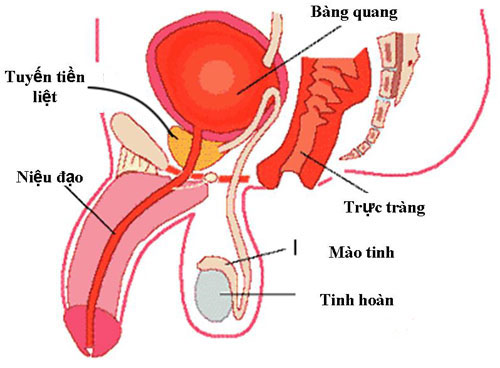 Bàng quang
Tuyến tiền
liệt
Niệu đạo
Trực tràng
Mào tinh
Tinh hoàn